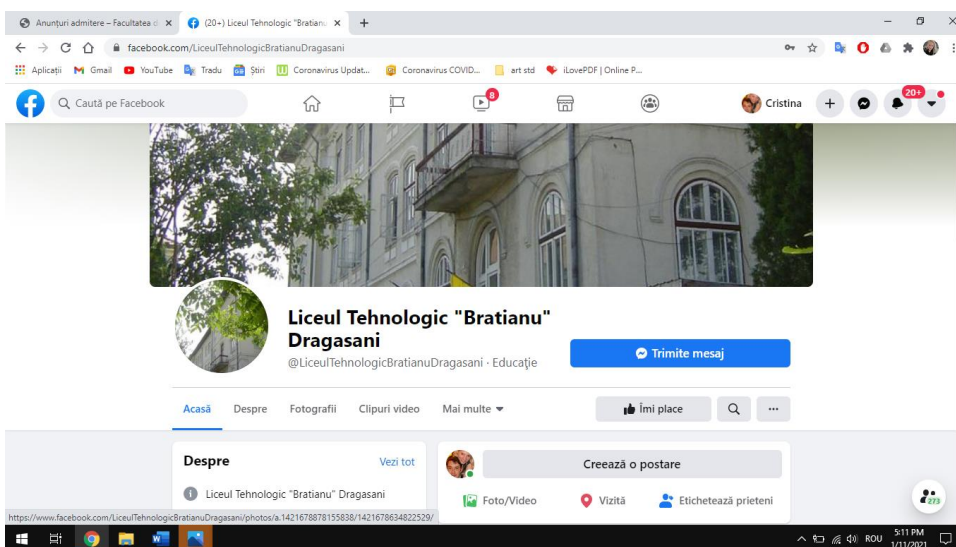 Anunțuri admitere – Facultatea d
(20+) Liceul Tehnologic "Bratianu
facebook.com/LiceulTehnologicBratianuDragasani
Aplicații Gmail YouTube Tradu Știri Coronavirus Updat... Coronavirus COVID... art std iLovePDF | Online P...
Caută pe Facebook 8 Cristina 20+
Liceul Tehnologic "Bratianu"
Dragasani
@LiceulTehnologicBratianuDragasani · Educație
Trimite mesaj
Acasă Despre Fotografii Clipuri video Mai multe Îmi place
Despre Vezi tot
Liceul Tehnologic "Bratianu" Dragasani
Creează o postare
Foto/Video Vizită Etichetează prieteni
273
https://www.facebook.com/LiceulTehnologicBratianuDragasani/photos/a.1421678878155838/1421678634822529/
ROU 5:11 PM
1/11/2021